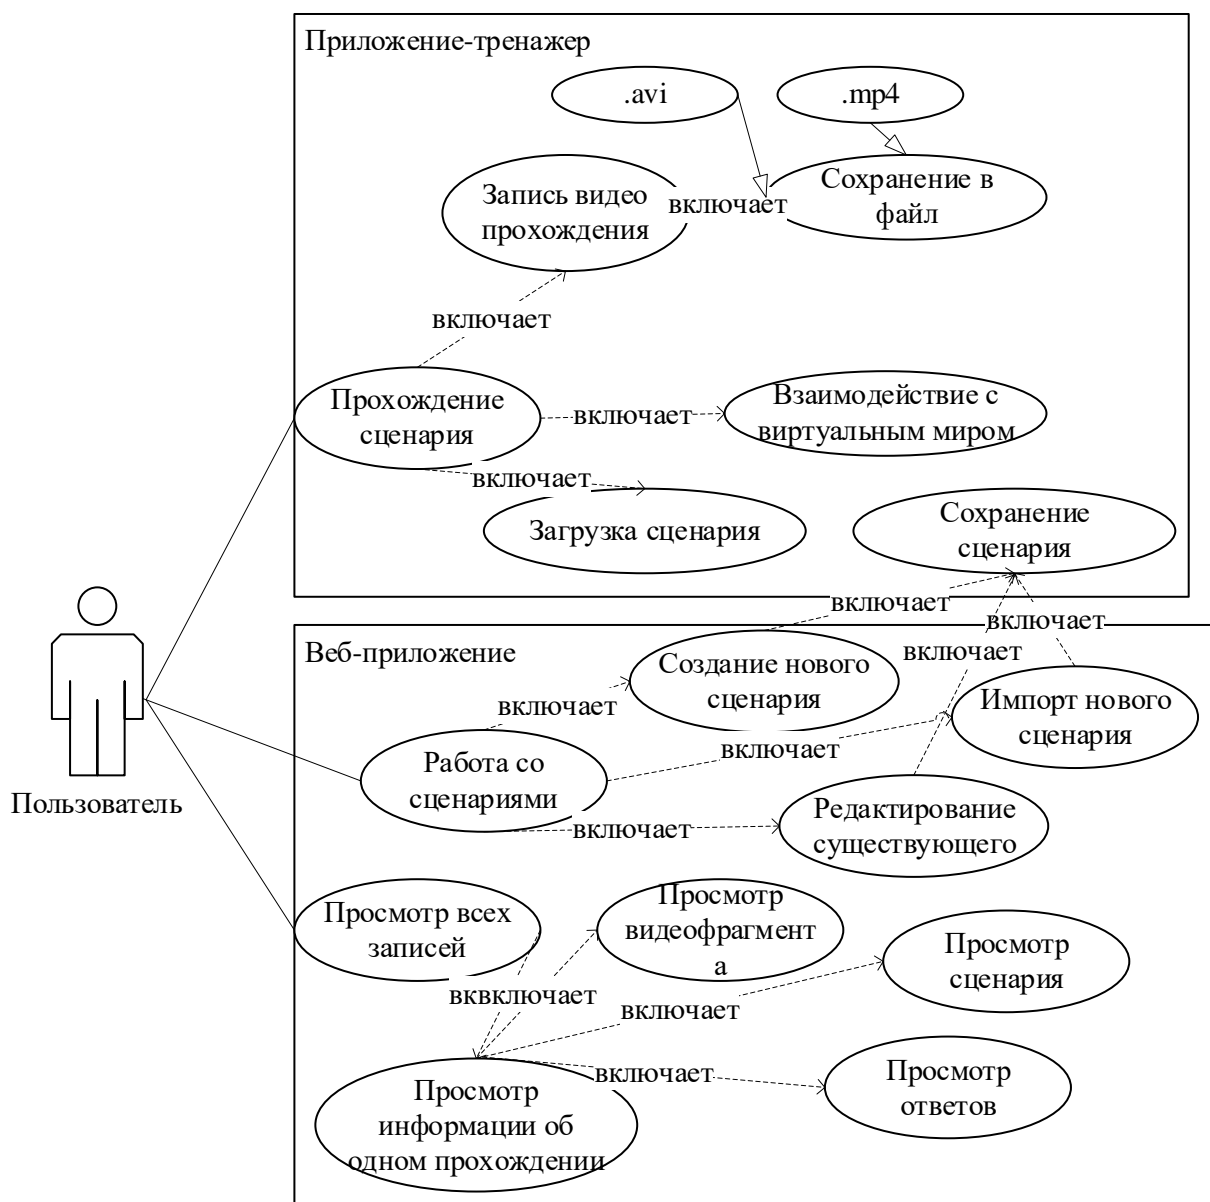 Приложение-тренажер
.avi
.mp4
Запись видео
прохождения
включает
Сохранение в
файл
включает
Прохождение
сценария
включает
Взаимодействие с
виртуальным миром
включает
Загрузка сценария
Сохранение
сценария
включает
включает
Веб-приложение
Создание нового
сценария
включает
включает
Импорт нового
сценария
включает
Работа со
сценариями
Пользователь
включает
Редактирование
существующего
Просмотр всех
записей
Просмотр
видеофрагмент
а
Просмотр
сценария
вквключает
включает
включает
Просмотр
ответов
Просмотр
информации об
одном прохождении